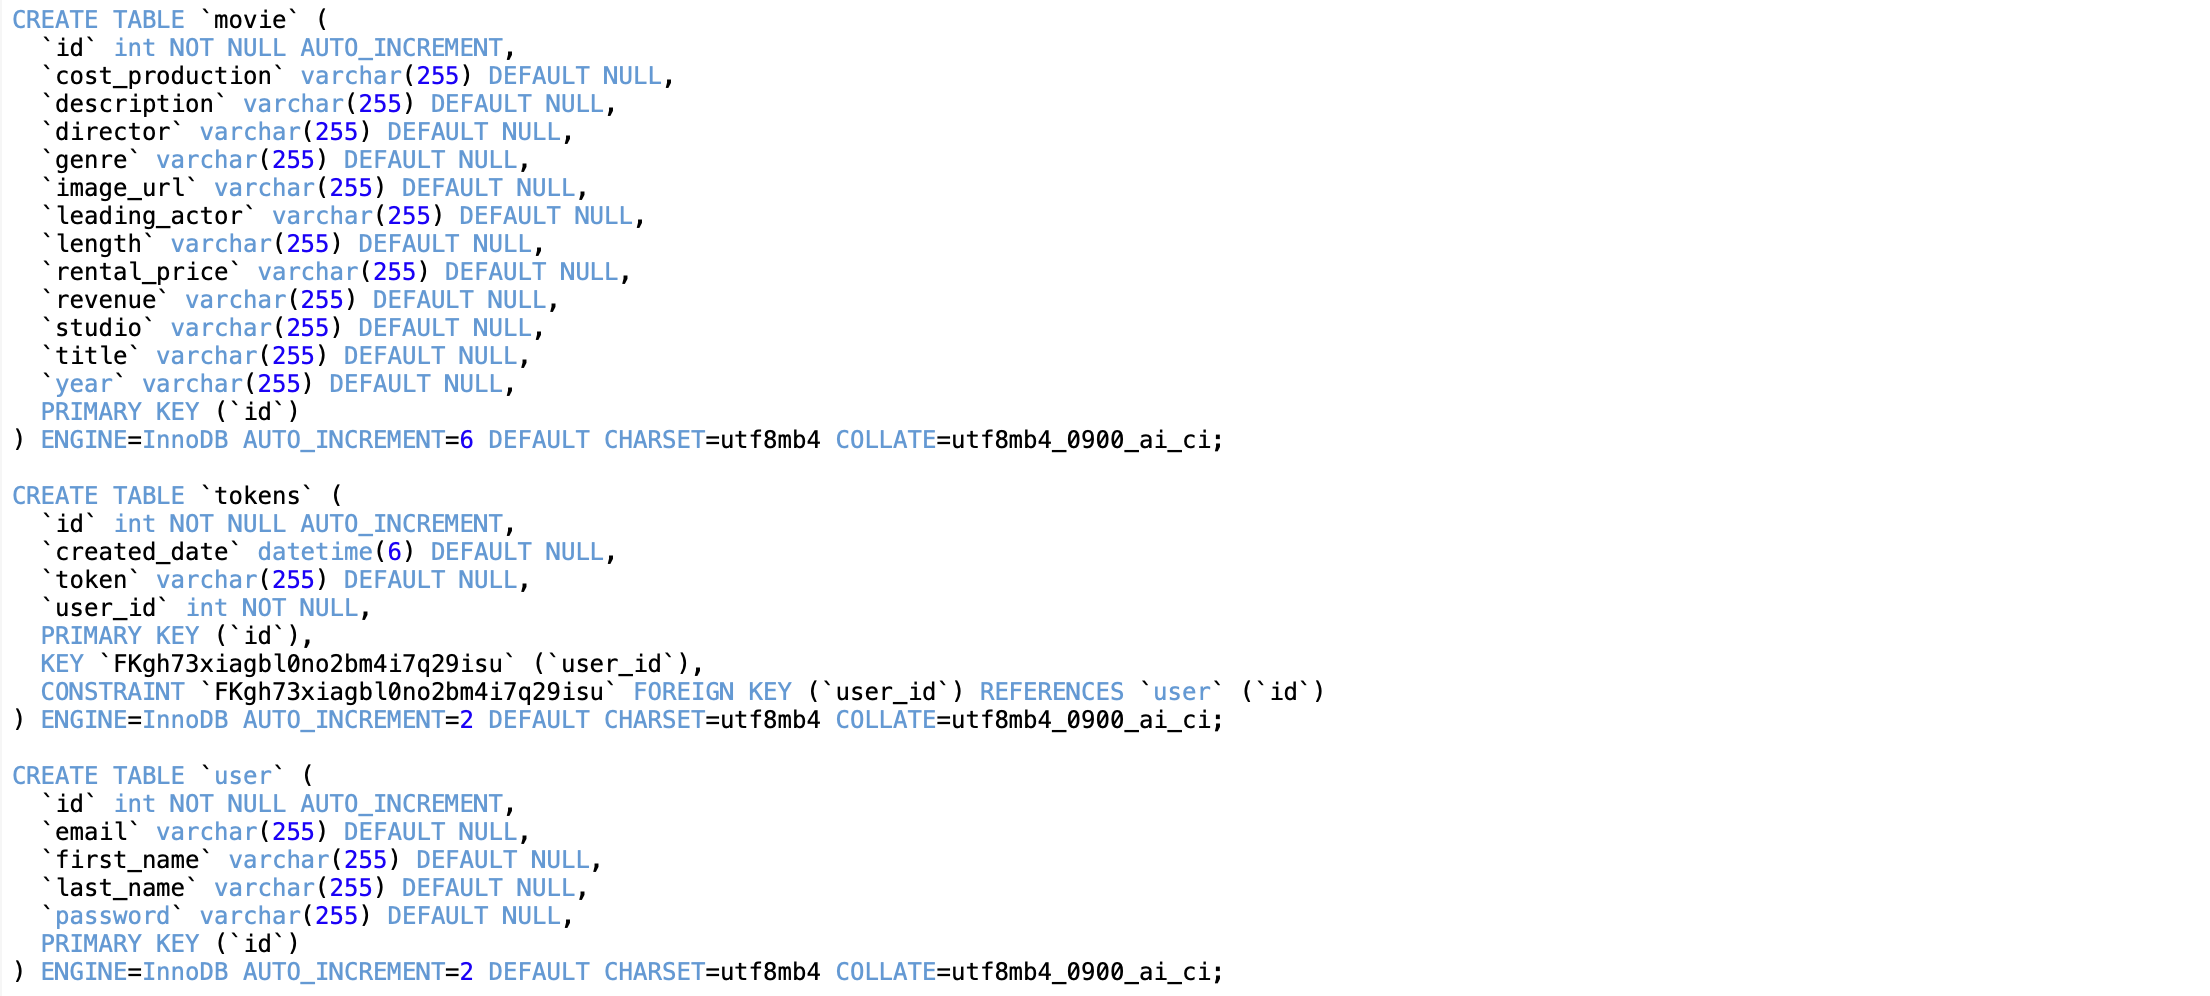 CREATE TABLE `movie` (
  `id` int NOT NULL AUTO_INCREMENT,
  `cost_production` varchar(255) DEFAULT NULL,
  `description` varchar(255) DEFAULT NULL,
  `director` varchar(255) DEFAULT NULL,
  `genre` varchar(255) DEFAULT NULL,
  `image_url` varchar(255) DEFAULT NULL,
  `leading_actor` varchar(255) DEFAULT NULL,
  `length` varchar(255) DEFAULT NULL,
  `rental_price` varchar(255) DEFAULT NULL,
  `revenue` varchar(255) DEFAULT NULL,
  `studio` varchar(255) DEFAULT NULL,
  `title` varchar(255) DEFAULT NULL,
  `year` varchar(255) DEFAULT NULL,
  PRIMARY KEY (`id`)
) ENGINE=InnoDB AUTO_INCREMENT=6 DEFAULT CHARSET=utf8mb4 COLLATE=utf8mb4_0900_ai_ci;

CREATE TABLE `tokens` (
  `id` int NOT NULL AUTO_INCREMENT,
  `created_date` datetime(6) DEFAULT NULL,
  `token` varchar(255) DEFAULT NULL,
  `user_id` int NOT NULL,
  PRIMARY KEY (`id`),
  KEY `FKgh73xiagbl0no2bm4i7q29isu` (`user_id`),
  CONSTRAINT `FKgh73xiagbl0no2bm4i7q29isu` FOREIGN KEY (`user_id`) REFERENCES `user` (`id`)
) ENGINE=InnoDB AUTO_INCREMENT=2 DEFAULT CHARSET=utf8mb4 COLLATE=utf8mb4_0900_ai_ci;

CREATE TABLE `user` (
  `id` int NOT NULL AUTO_INCREMENT,
  `email` varchar(255) DEFAULT NULL,
  `first_name` varchar(255) DEFAULT NULL,
  `last_name` varchar(255) DEFAULT NULL,
  `password` varchar(255) DEFAULT NULL,
  PRIMARY KEY (`id`)
) ENGINE=InnoDB AUTO_INCREMENT=2 DEFAULT CHARSET=utf8mb4 COLLATE=utf8mb4_0900_ai_ci;